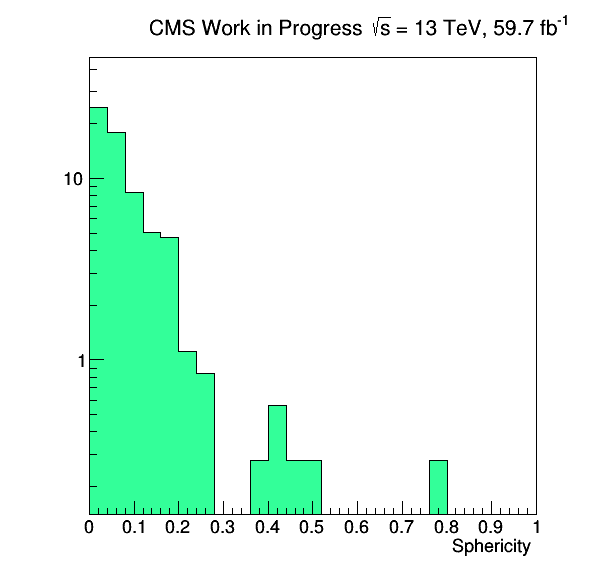 CMS Work in Progress √s = 13 TeV, 59.7 fb⁻¹
10
1
0 0.1 0.2 0.3 0.4 0.5 0.6 0.7 0.8 0.9 1
Sphericity